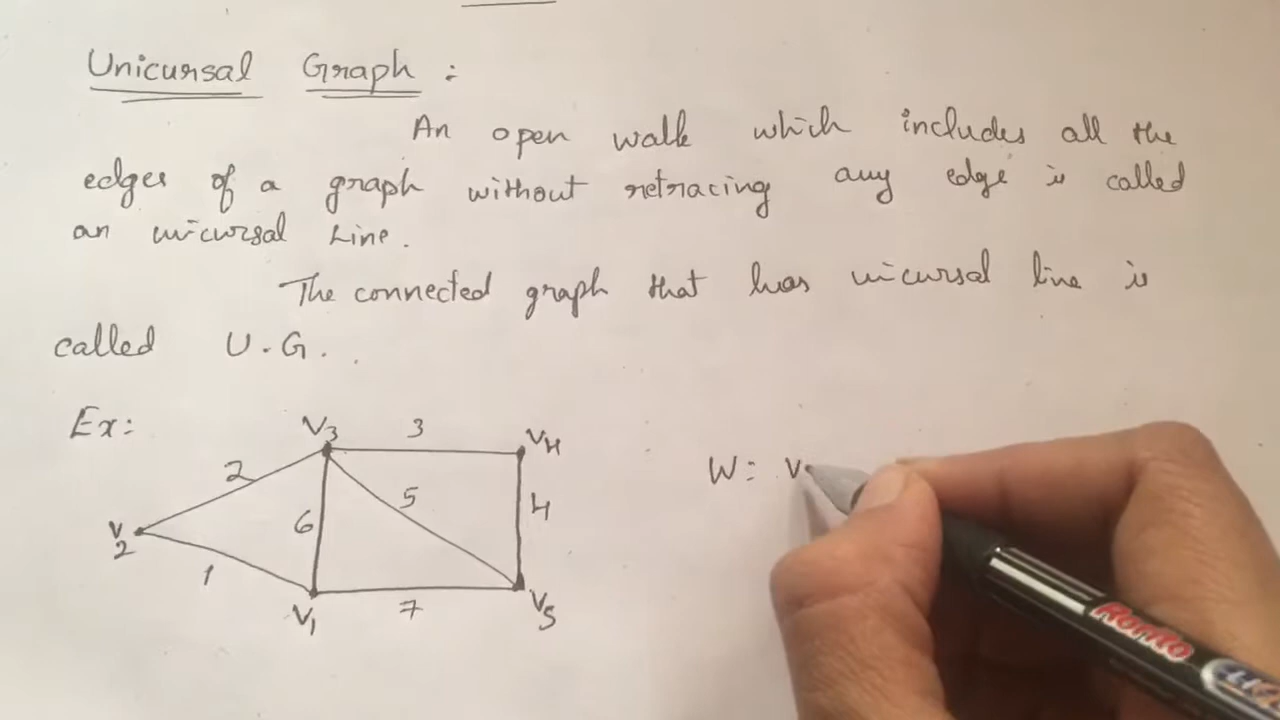 Unicursal Graph :
An open walk which includes all the
edges of a graph without retracing any edge is called
an unicursal Line.
The connected graph that has unicursal line is
called U.G.
Ex:
V3 3 V4
2
W: V
5
6 4
V2
1
V1 7 V5